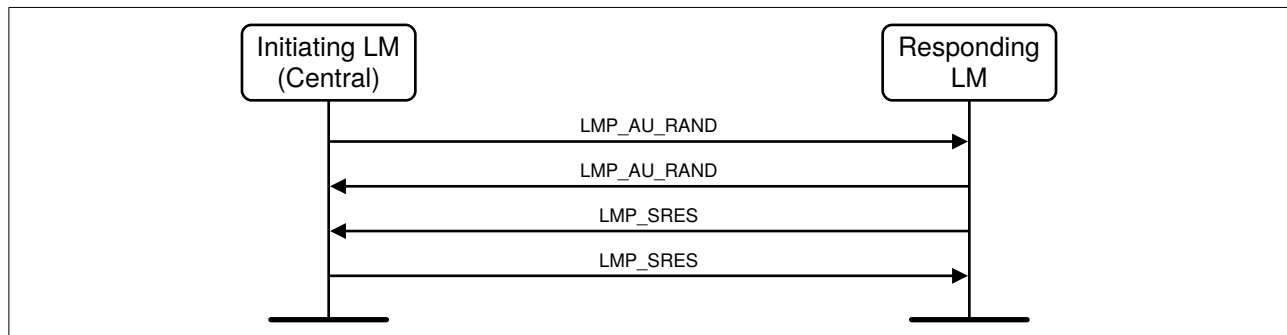 Initiating LM
(Central)
Responding
LM
LMP_AU_RAND
LMP_AU_RAND
LMP_SRES
LMP_SRES